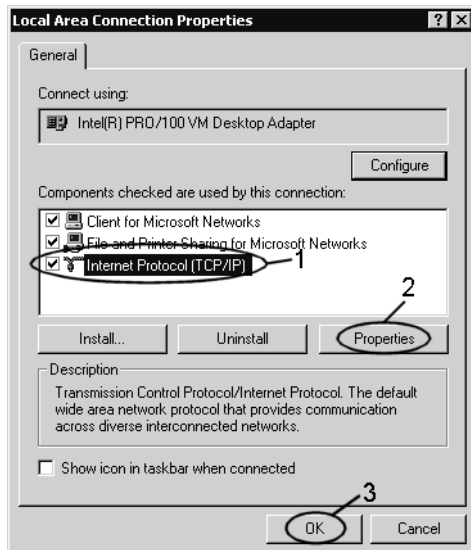 Local Area Connection Properties
General
Connect using:
Intel(R) PRO/100 VM Desktop Adapter
Configure
Components checked are used by this connection:
Client for Microsoft Networks
File and Printer Sharing for Microsoft Networks
Internet Protocol (TCP/IP)
1
2
Install...
Uninstall
Properties
Description
Transmission Control Protocol/Internet Protocol. The default
wide area network protocol that provides communication
across diverse interconnected networks.
Show icon in taskbar when connected
3
OK
Cancel